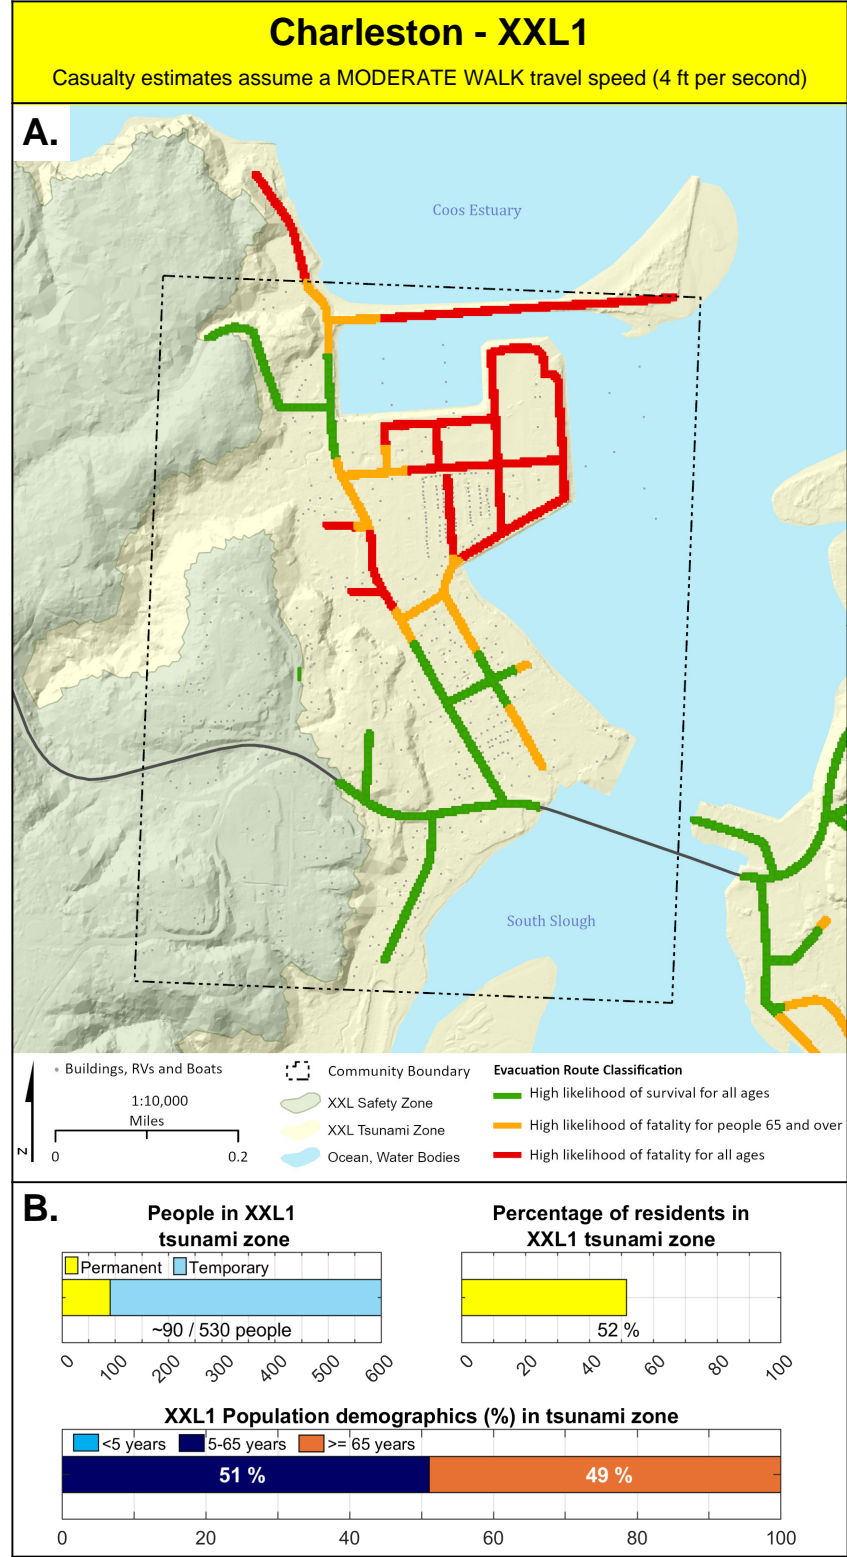 Charleston - XXL1
Casualty estimates assume a MODERATE WALK travel speed (4 ft per second)
A.
Coos Estuary
South Slough
Buildings, RVs and Boats
1:10,000
Miles
0 0.2
N
Community Boundary
XXL Safety Zone
XXL Tsunami Zone
Ocean, Water Bodies
Evacuation Route Classification
High likelihood of survival for all ages
High likelihood of fatality for people 65 and over
High likelihood of fatality for all ages
B.
People in XXL1
tsunami zone
Permanent Temporary
~90 / 530 people
0 100 200 300 400 500 600
Percentage of residents in
XXL1 tsunami zone
52 %
0 20 40 60 80 100
XXL1 Population demographics (%) in tsunami zone
<5 years 5-65 years >= 65 years
51 % 49 %
0 20 40 60 80 100